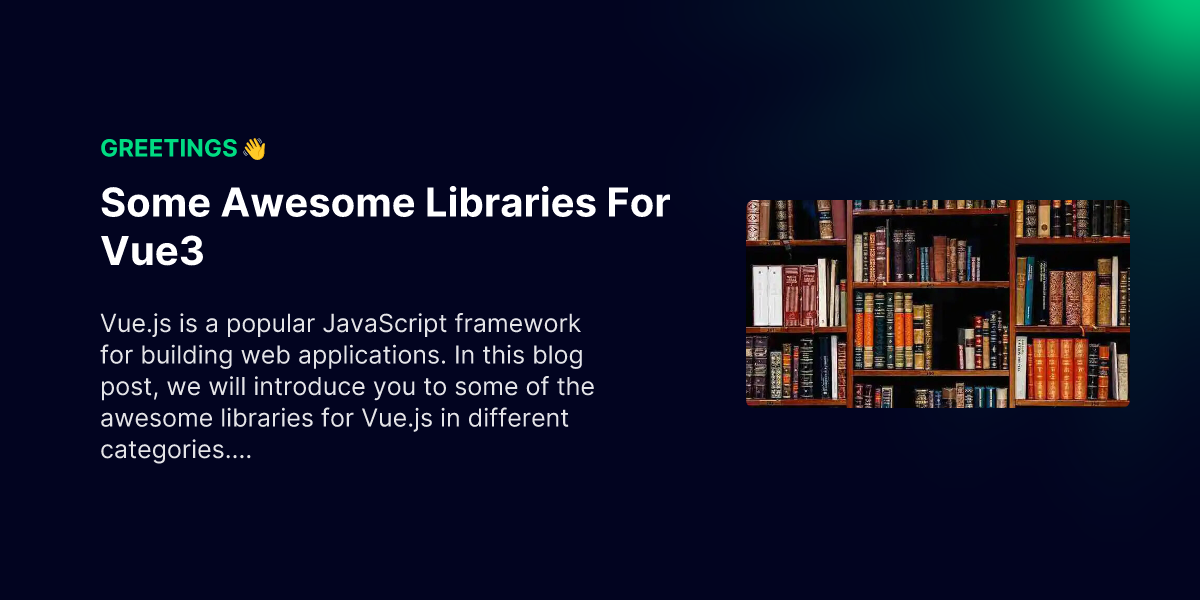 GREETINGS 👋
Some Awesome Libraries For
Vue3
Vue.js is a popular JavaScript framework
for building web applications. In this blog
post, we will introduce you to some of the
awesome libraries for Vue.js in different
categories....